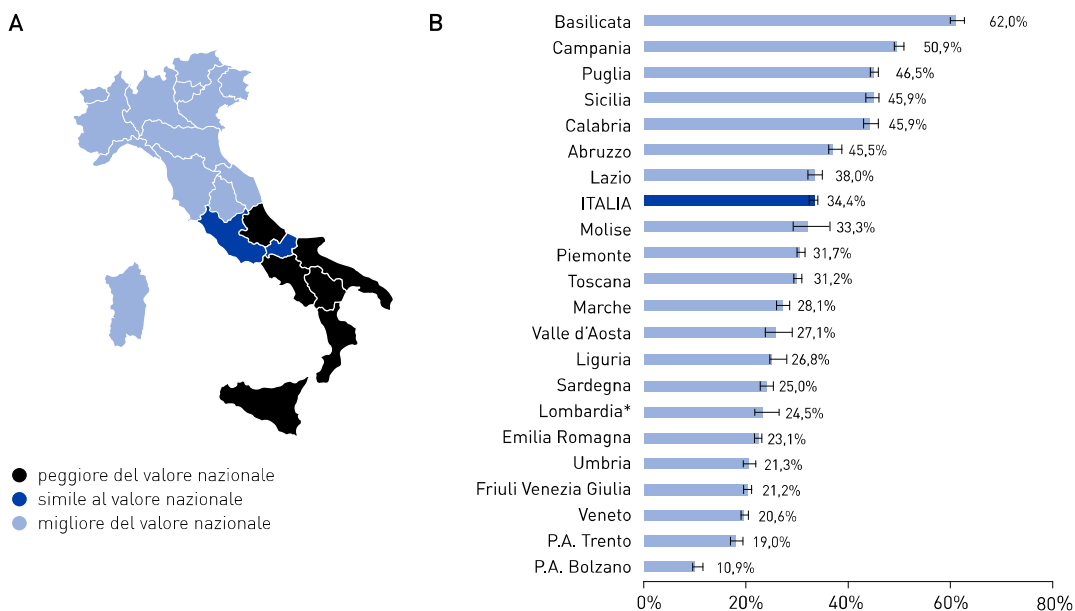 A
peggiore del valore nazionale
simile al valore nazionale
migliore del valore nazionale
B
Basilicata 62,0%
Campania 50,9%
Puglia 46,5%
Sicilia 45,9%
Calabria 45,9%
Abruzzo 45,5%
Lazio 38,0%
ITALIA 34,4%
Molise 33,3%
Piemonte 31,7%
Toscana 31,2%
Marche 28,1%
Valle d’Aosta 27,1%
Liguria 26,8%
Sardegna 25,0%
Lombardia* 24,5%
Emilia Romagna 23,1%
Umbria 21,3%
Friuli Venezia Giulia 21,2%
Veneto 20,6%
P.A. Trento 19,0%
P.A. Bolzano 10,9%
0% 20% 40% 60% 80%